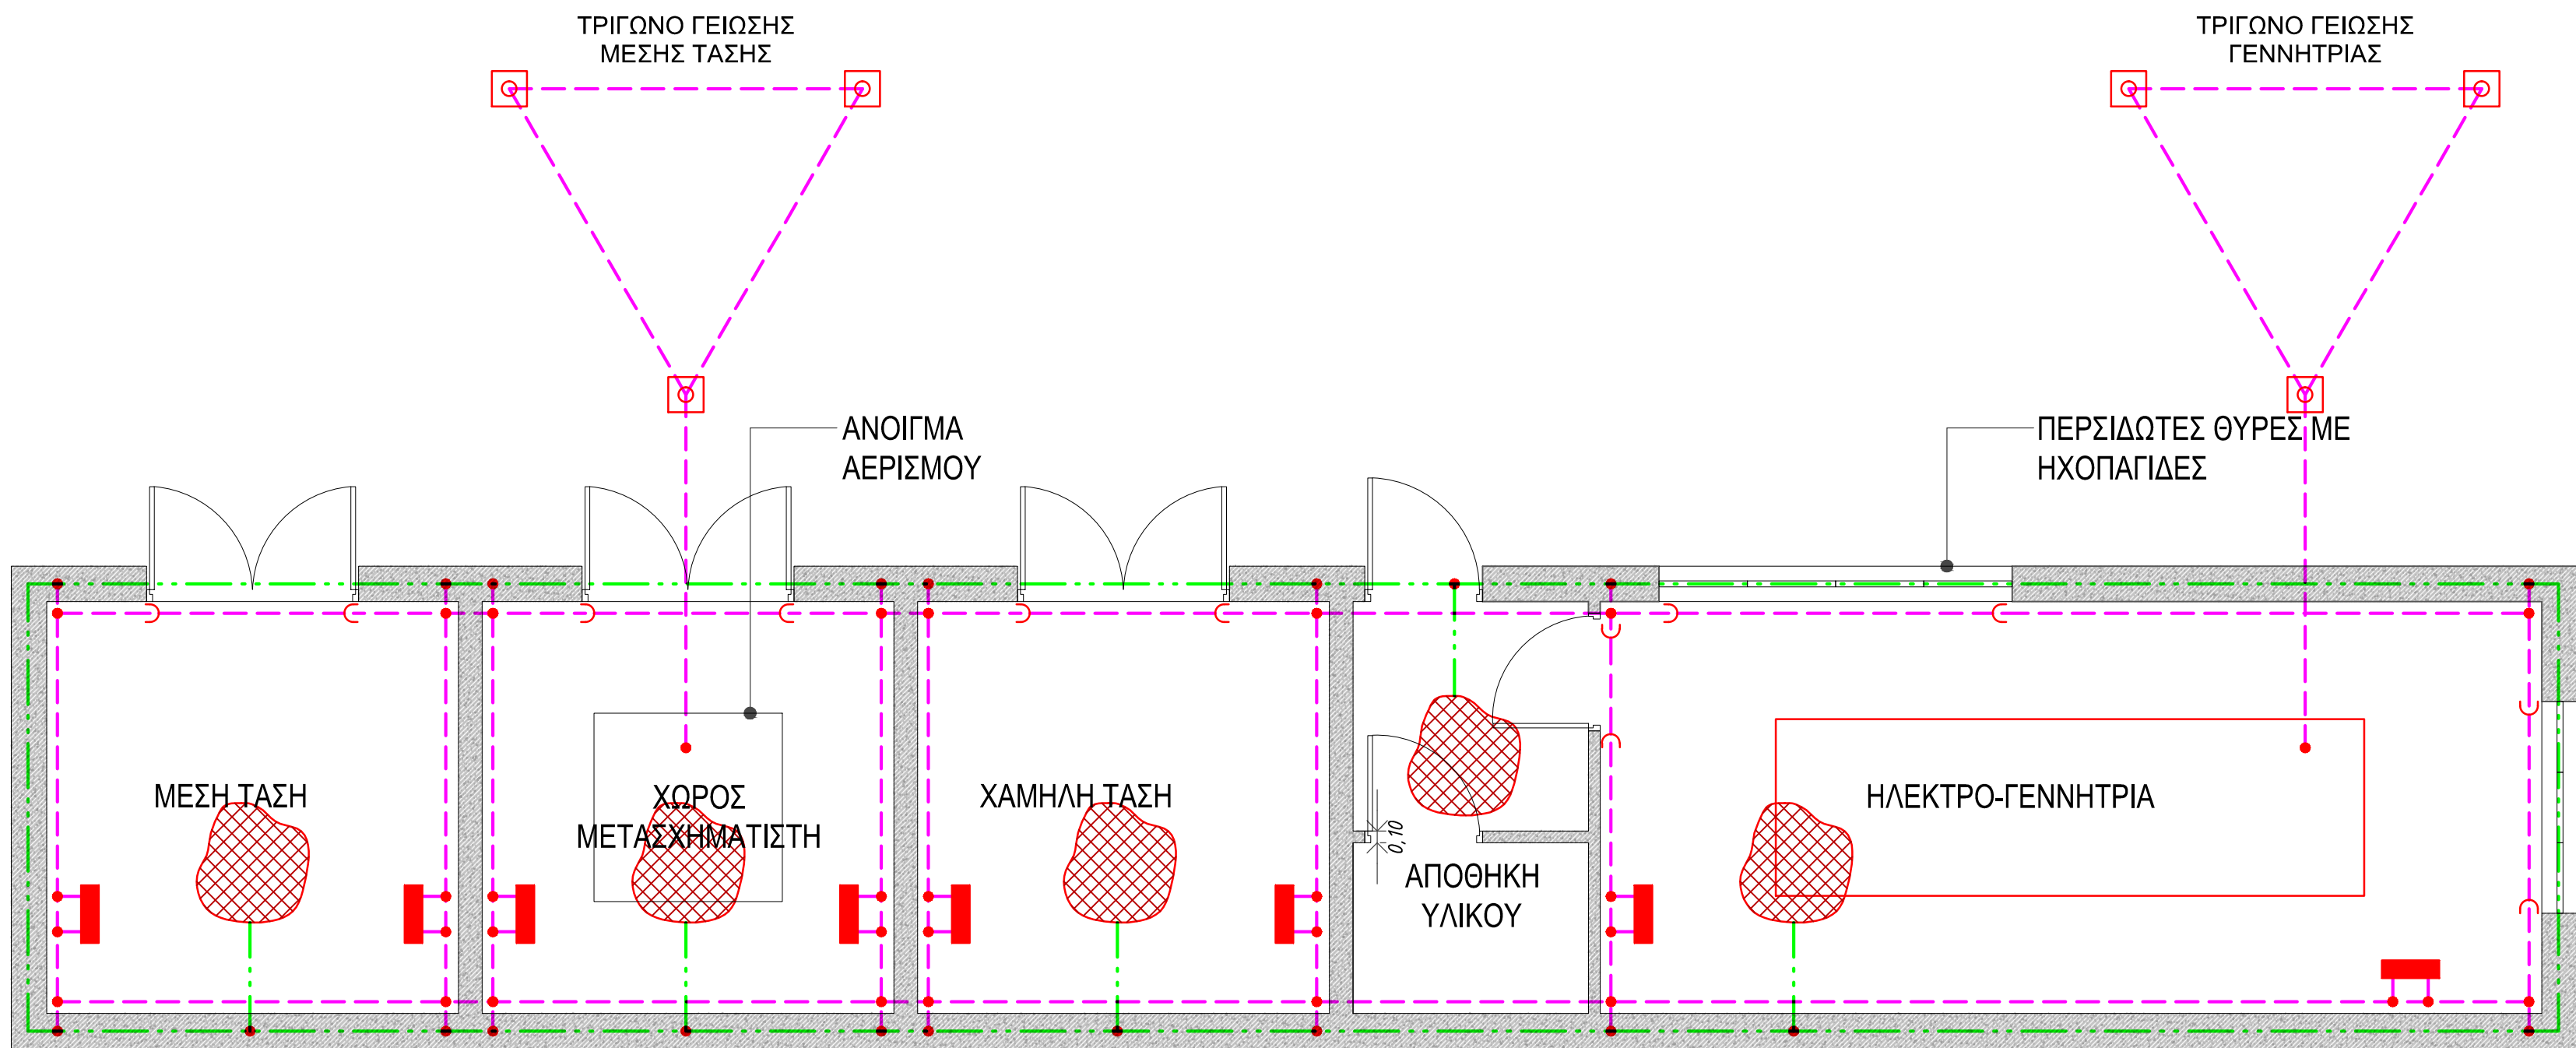 ΤΡΙΓΩΝΟ ΓΕΙΩΣΗΣ
ΜΕΣΗΣ ΤΑΣΗΣ
ΤΡΙΓΩΝΟ ΓΕΙΩΣΗΣ
ΓΕΝΝΗΤΡΙΑΣ
ΑΝΟΙΓΜΑ
ΑΕΡΙΣΜΟΥ
ΠΕΡΣΙΔΩΤΕΣ ΘΥΡΕΣ ΜΕ
ΗΧΟΠΑΓΙΔΕΣ
ΜΕΣΗ ΤΑΣΗ
ΧΩΡΟΣ
ΜΕΤΑΣΧΗΜΑΤΙΣΤΗ
ΧΑΜΗΛΗ ΤΑΣΗ
0,10
ΑΠΟΘΗΚΗ
ΥΛΙΚΟΥ
ΗΛΕΚΤΡΟ-ΓΕΝΝΗΤΡΙΑ